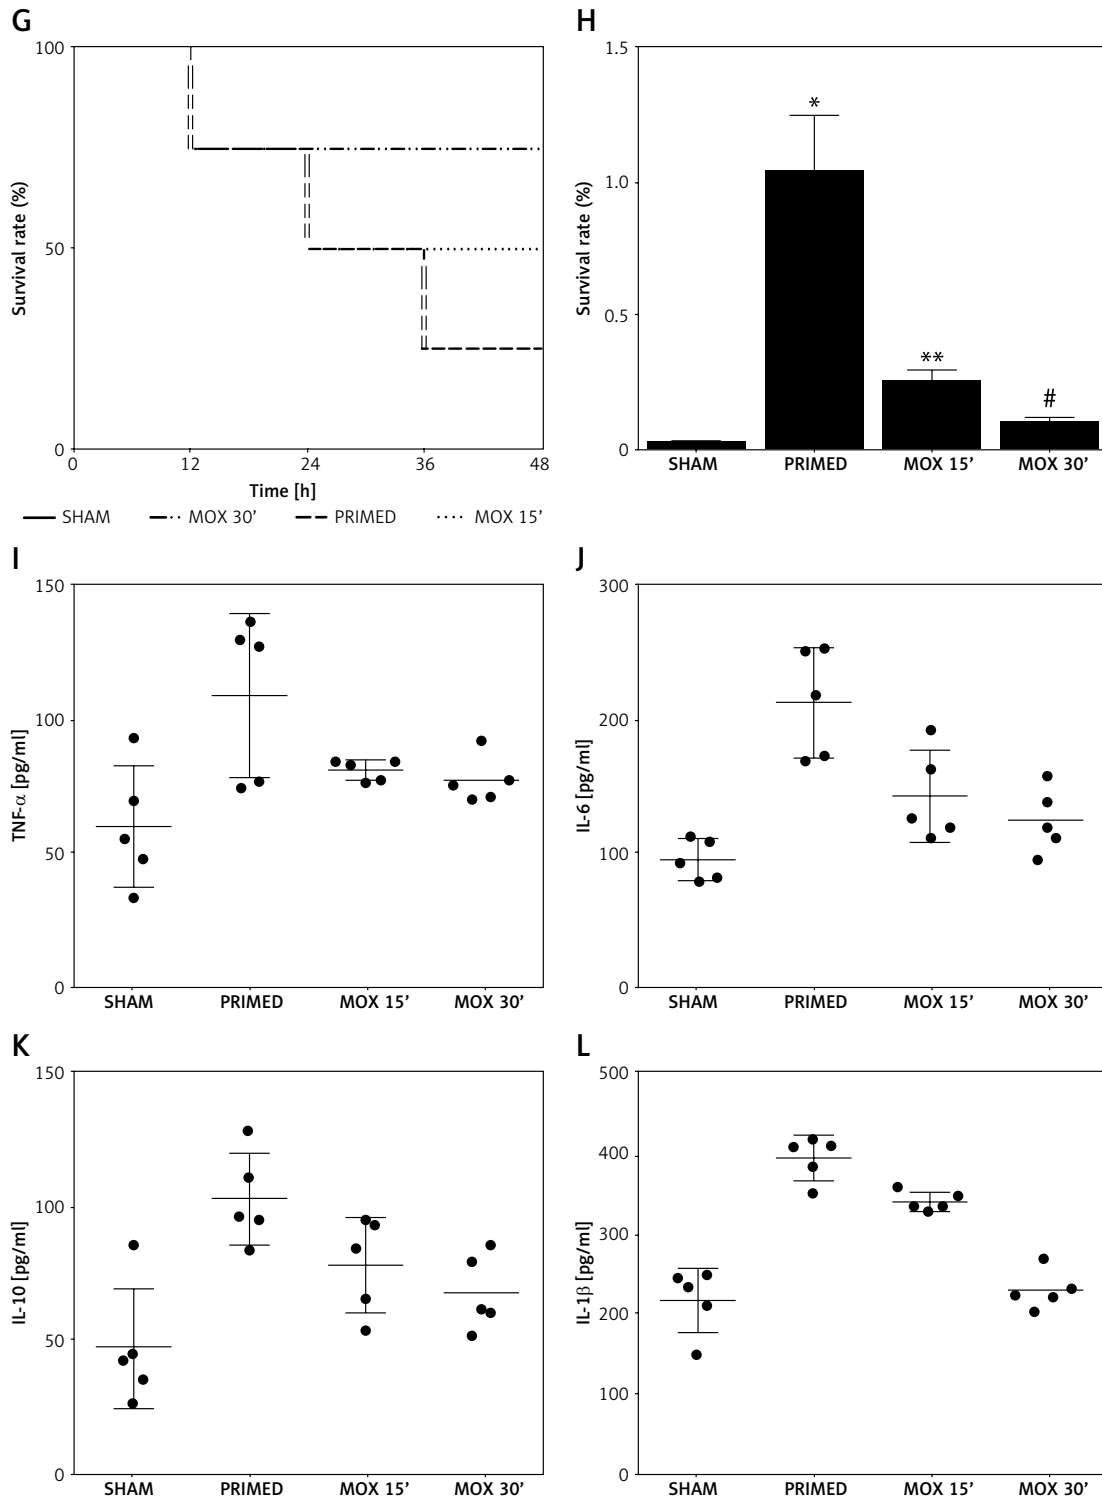 G
100
50
0
Survival rate (%)
0 12 24 36 48
Time [h]
SHAM MOX 30’ PRIMED MOX 15’
H
1.5
1.0
0.5
0
Survival rate (%)
*
**
#
SHAM PRIMED MOX 15’ MOX 30’
I
150
100
50
0
TNF-α [pg/ml]
SHAM PRIMED MOX 15’ MOX 30’
J
300
200
100
0
IL-6 [pg/ml]
SHAM PRIMED MOX 15’ MOX 30’
K
150
100
50
0
IL-10 [pg/ml]
SHAM PRIMED MOX 15’ MOX 30’
L
500
400
300
200
100
0
IL-1β [pg/ml]
SHAM PRIMED MOX 15’ MOX 30’